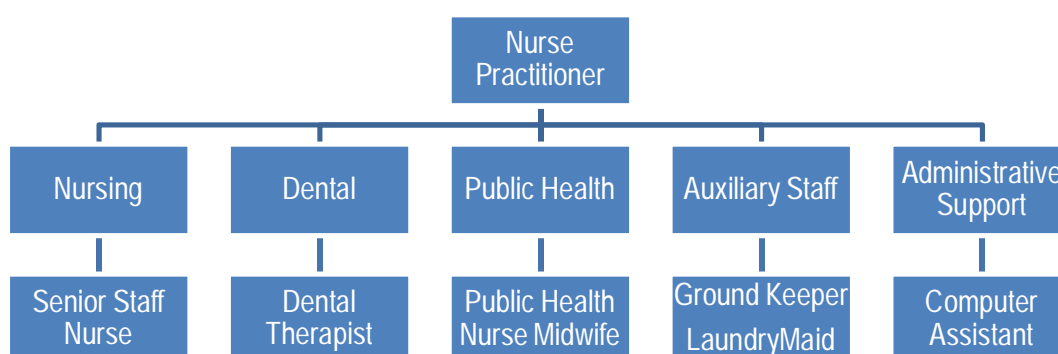 Nurse
Practitioner
Nursing
Dental
Public Health
Auxiliary Staff
Administrative
Support
Senior Staff
Nurse
Dental
Therapist
Public Health
Nurse Midwife
Ground Keeper
LaundryMaid
Computer
Assistant